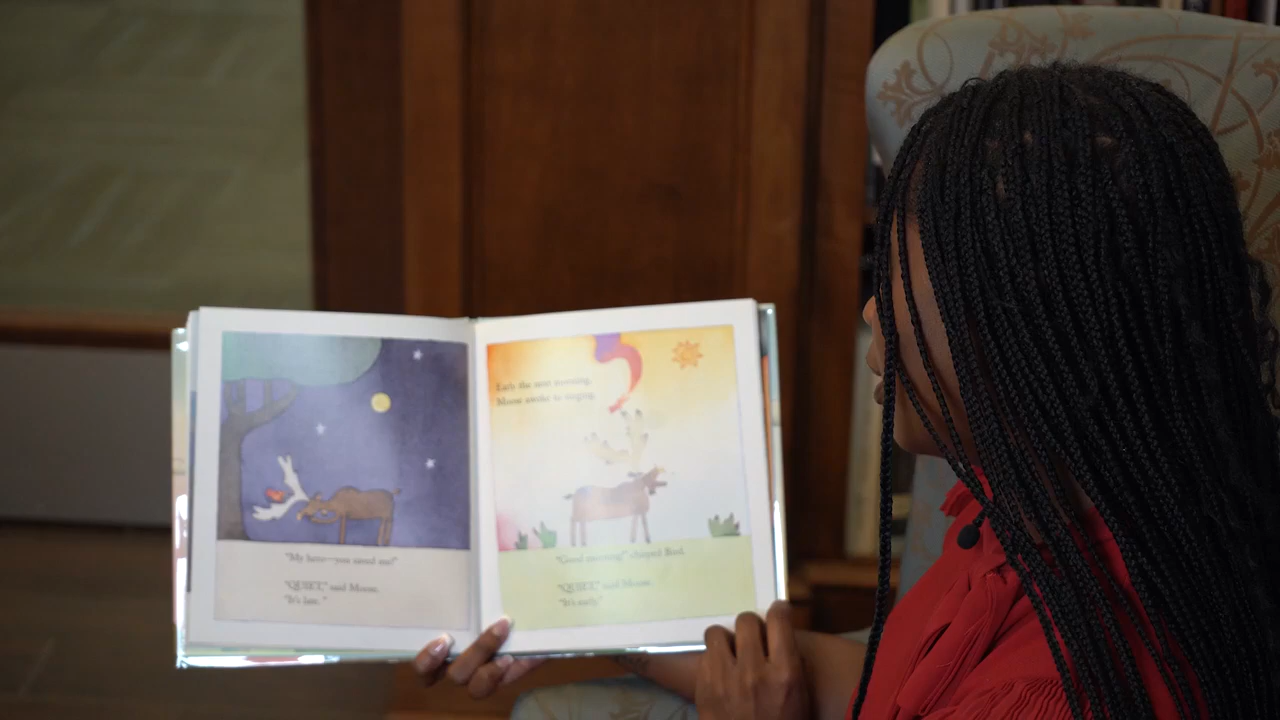 "My hero—you saved me!"
"QUIET," said Moose.
"It's late."
Early the next morning,
Moose awoke to singing.
"Good morning!" chirped Bird.
"QUIET," said Moose.
"It's early."